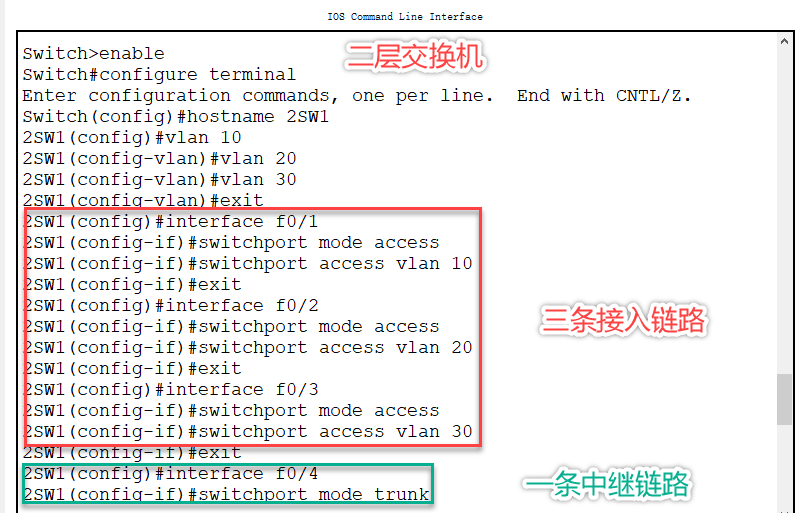 IOS Command Line Interface
Switch>enable
二层交换机
Switch#configure terminal
Enter configuration commands, one per line.  End with CNTL/Z.
Switch(config)#hostname 2SW1
2SW1(config)#vlan 10
2SW1(config-vlan)#vlan 20
2SW1(config-vlan)#vlan 30
2SW1(config-vlan)#exit
2SW1(config)#interface f0/1
2SW1(config-if)#switchport mode access
2SW1(config-if)#switchport access vlan 10
2SW1(config-if)#exit
2SW1(config)#interface f0/2
三条接入链路
2SW1(config-if)#switchport mode access
2SW1(config-if)#switchport access vlan 20
2SW1(config-if)#exit
2SW1(config)#interface f0/3
2SW1(config-if)#switchport mode access
2SW1(config-if)#switchport access vlan 30
2SW1(config-if)#exit
2SW1(config)#interface f0/4
一条中继链路
2SW1(config-if)#switchport mode trunk